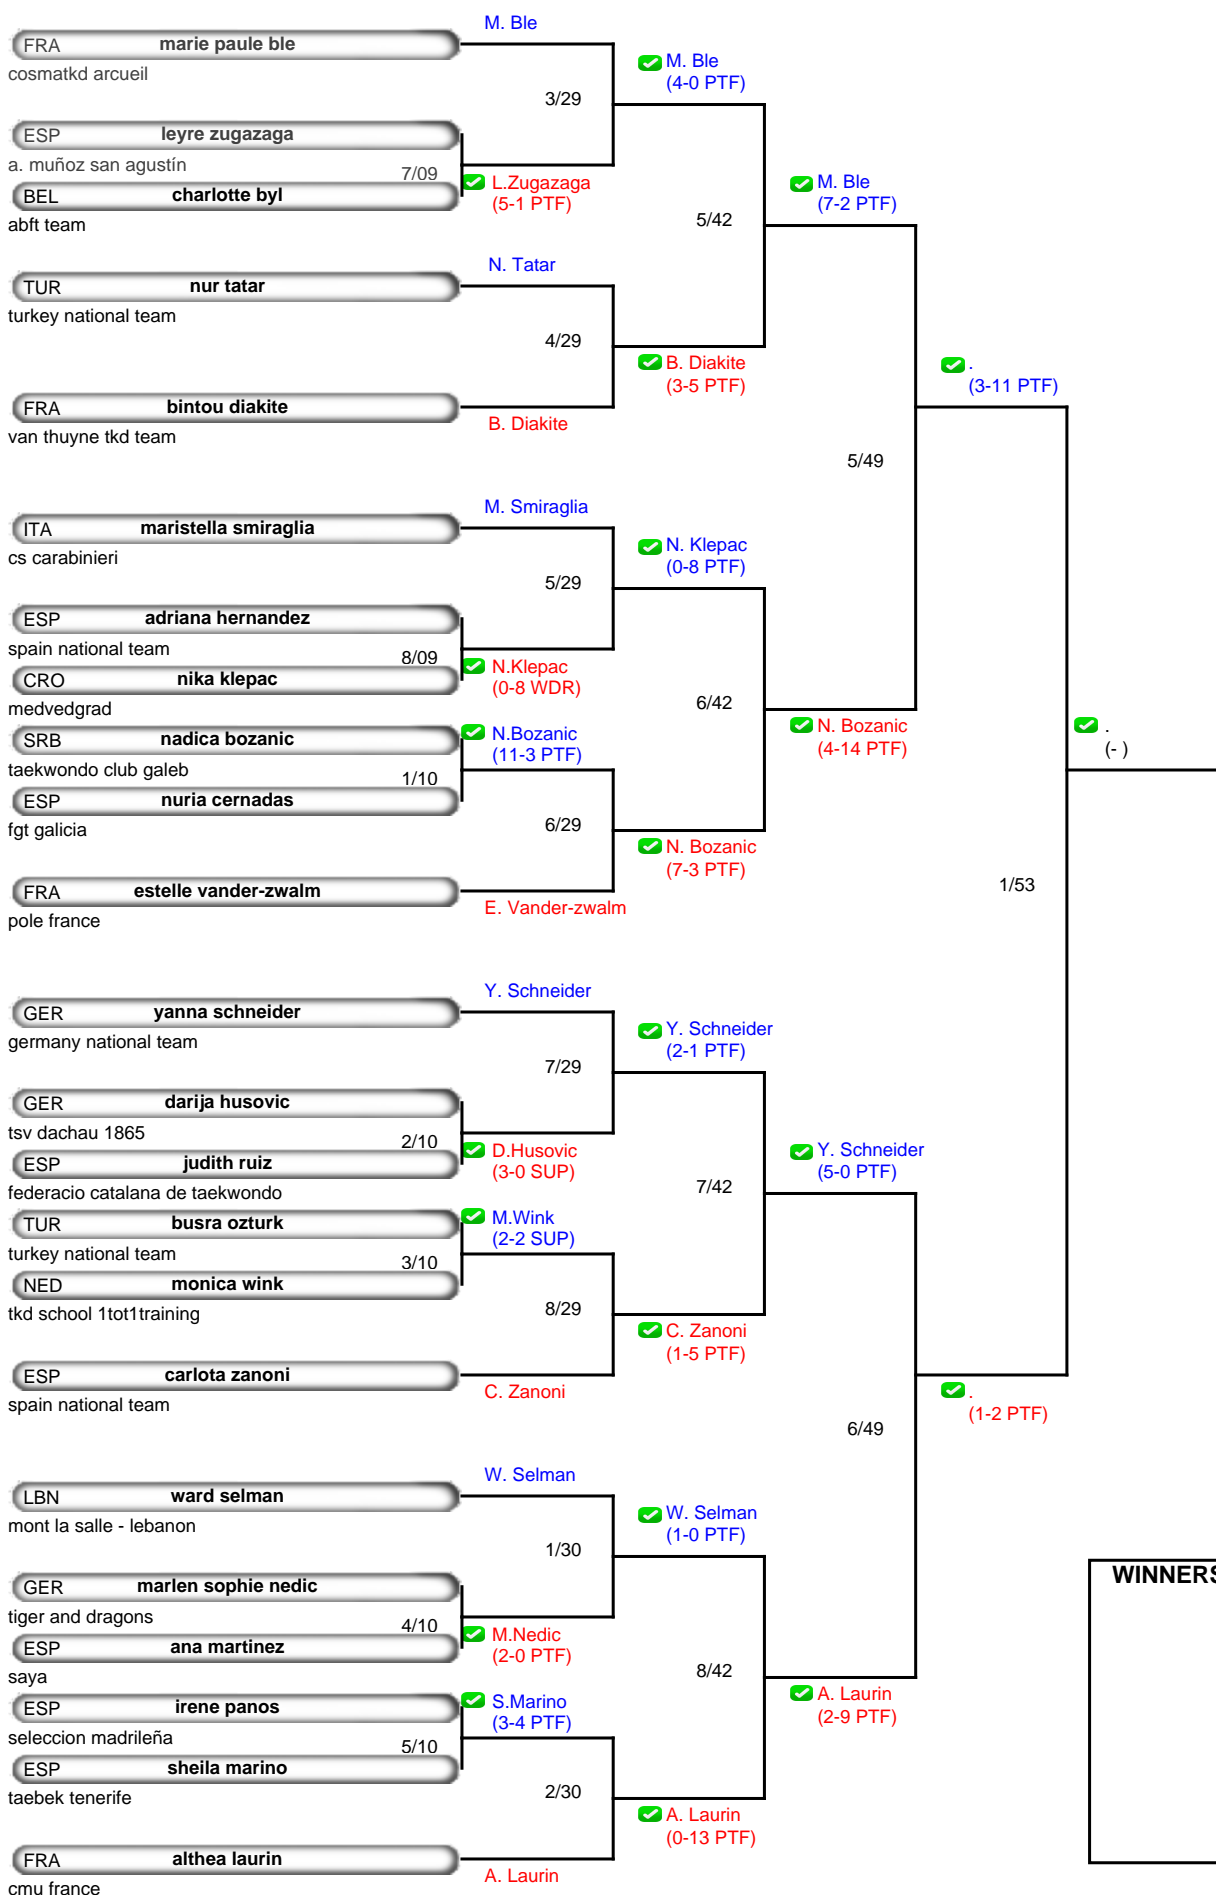 M. Ble
FRA marie paule ble
cosmatkd arcueil
M. Ble
(4-0 PTF)
3/29
ESP leyre zugazaga
a. muñoz san agustín
7/09
L.Zugazaga
(5-1 PTF)
BEL charlotte byl
abft team
M. Ble
(7-2 PTF)
5/42
N. Tatar
TUR nur tatar
turkey national team
4/29
B. Diakite
(3-5 PTF)
.
(3-11 PTF)
FRA bintou diakite
van thuyne tkd team
B. Diakite
5/49
M. Smiraglia
ITA maristella smiraglia
cs carabinieri
N. Klepac
(0-8 PTF)
5/29
ESP adriana hernandez
spain national team
8/09
N.Klepac
(0-8 WDR)
CRO nika klepac
medvedgrad
6/42
SRB nadica bozanic
taekwondo club galeb
N.Bozanic
(11-3 PTF)
N. Bozanic
(4-14 PTF)
.
(- )
1/10
ESP nuria cernadas
fgt galicia
6/29
N. Bozanic
(7-3 PTF)
FRA estelle vander-zwalm
pole france
E. Vander-zwalm
1/53
Y. Schneider
GER yanna schneider
germany national team
Y. Schneider
(2-1 PTF)
7/29
GER darija husovic
tsv dachau 1865
2/10
D.Husovic
(3-0 SUP)
ESP judith ruiz
federacio catalana de taekwondo
Y. Schneider
(5-0 PTF)
7/42
TUR busra ozturk
turkey national team
M.Wink
(2-2 SUP)
3/10
NED monica wink
tkd school 1tot1training
8/29
C. Zanoni
(1-5 PTF)
ESP carlota zanoni
spain national team
C. Zanoni
.
(1-2 PTF)
6/49
W. Selman
LBN ward selman
mont la salle - lebanon
W. Selman
(1-0 PTF)
1/30
WINNERS
GER marlen sophie nedic
tiger and dragons
4/10
M.Nedic
(2-0 PTF)
ESP ana martinez
saya
8/42
ESP irene panos
seleccion madrileña
S.Marino
(3-4 PTF)
A. Laurin
(2-9 PTF)
5/10
ESP sheila marino
taebek tenerife
2/30
A. Laurin
(0-13 PTF)
FRA althea laurin
cmu france
A. Laurin